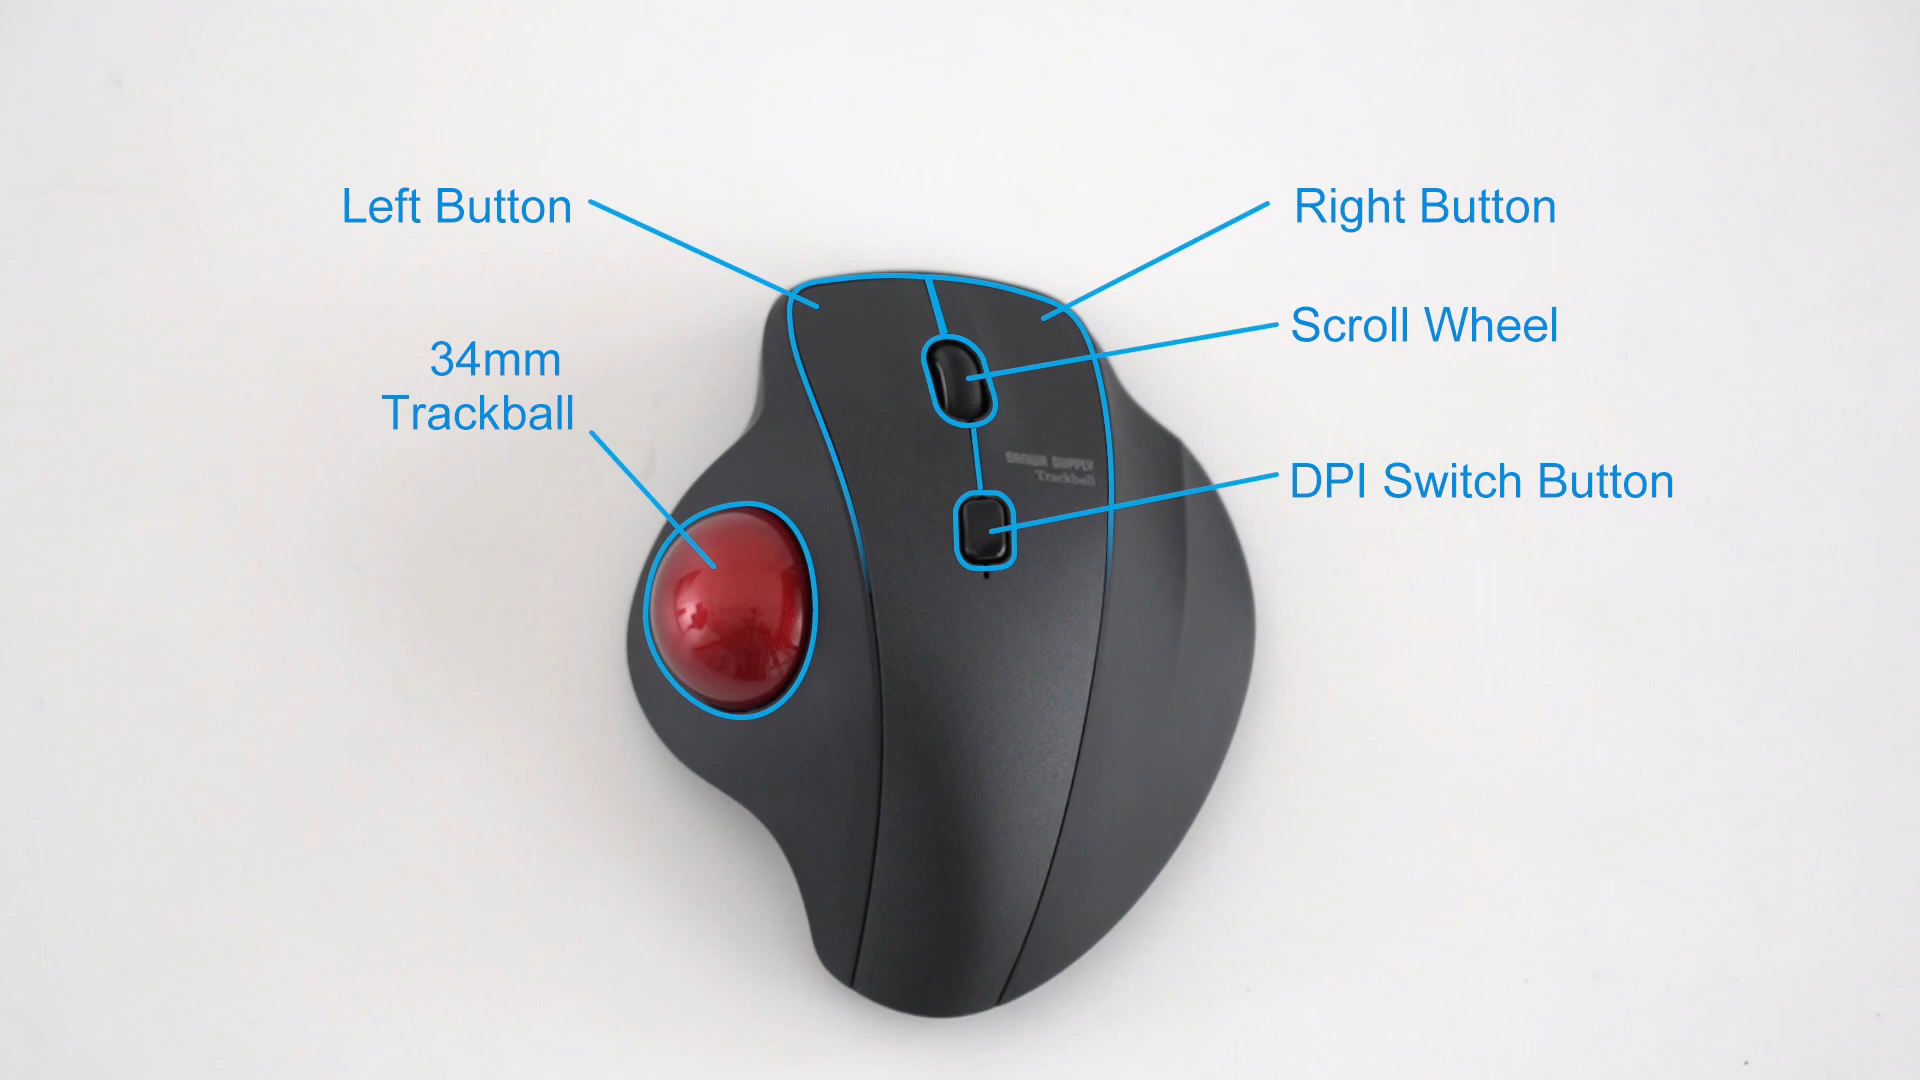 Left Button
Right Button
Scroll Wheel
34mm
Trackball
DPI Switch Button
SANWA SUPPLY
Trackball